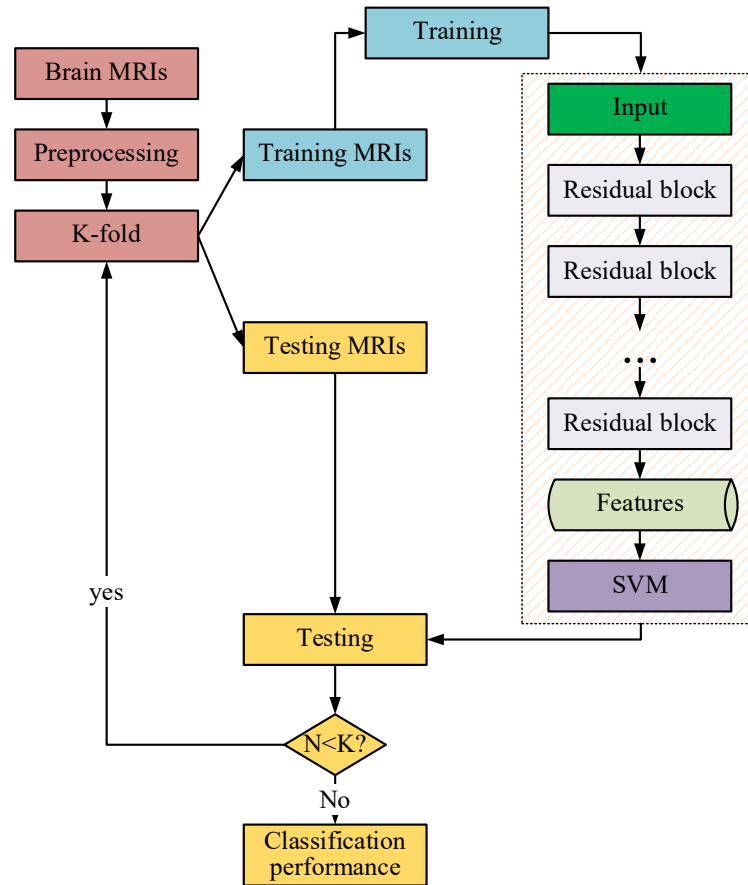 Training
Brain MRIs
Input
Preprocessing
Training MRIs
Residual block
K-fold
Residual block
Testing MRIs
...
Residual block
Features
yes
SVM
Testing
N<K?
No
Classification
performance